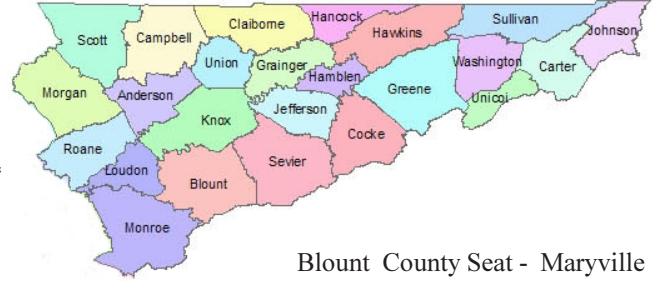 Hancock
Sullivan
Claiborne
Johnson
Scott
Campbell
Hawkins
Union
Grainger
Washington
Carter
Hamblen
Morgan
Anderson
Greene
Unicoi
Jefferson
Knox
Cocke
Roane
Sevier
Loudon
Blount
Monroe
Blount County Seat - Maryville